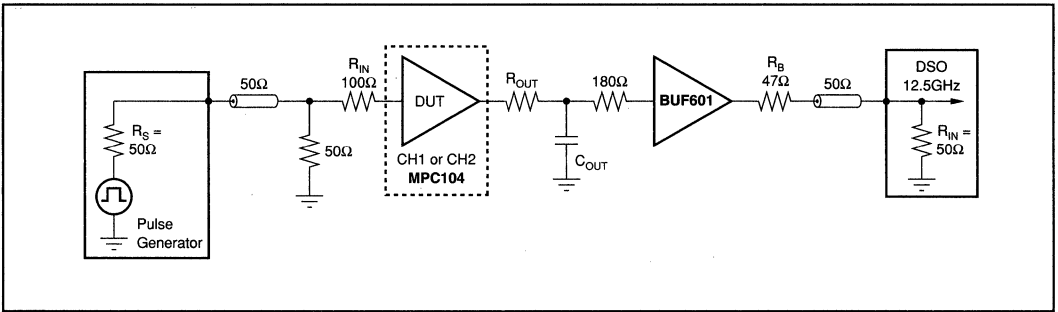 R_S =
50Ω
Pulse
Generator
50Ω
50Ω
R_IN
100Ω
DUT
CH1 or CH2
MPC104
R_OUT
C_OUT
180Ω
BUF601
R_B
47Ω
50Ω
DSO
12.5GHz
R_IN =
50Ω